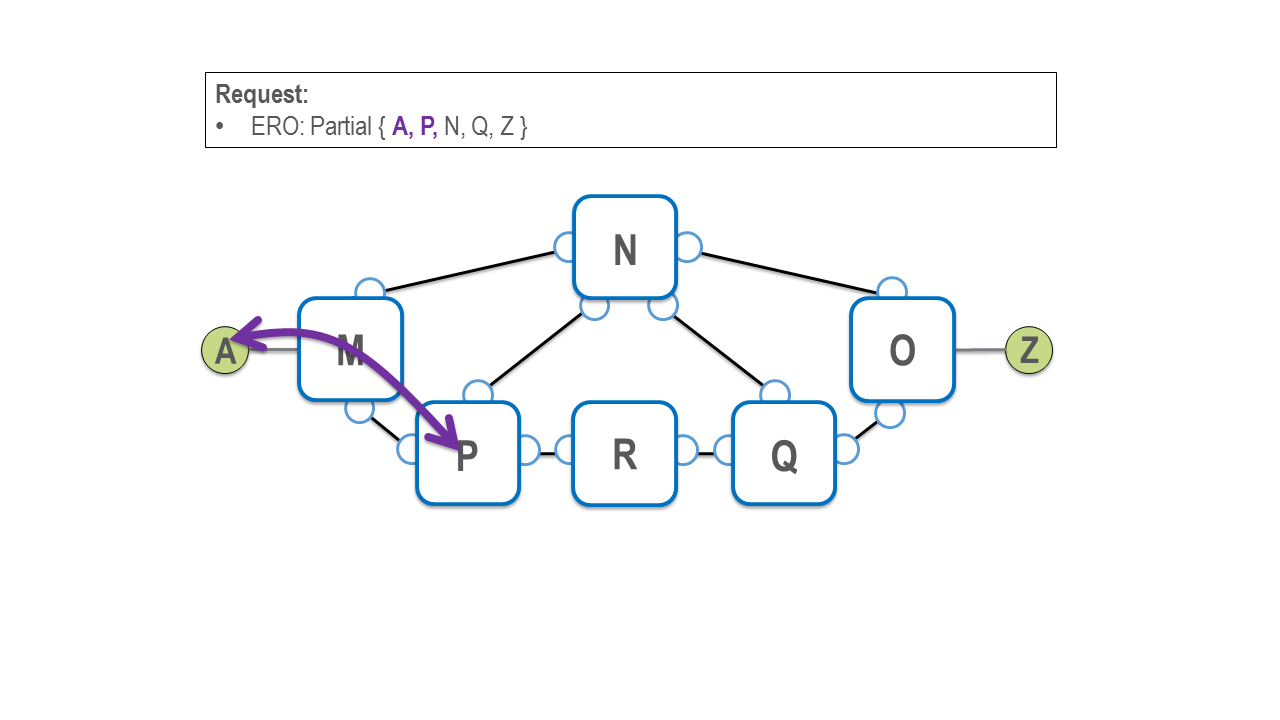 Request:
• ERO: Partial { A, P, N, Q, Z }
N
M
O
A
Z
P
R
Q